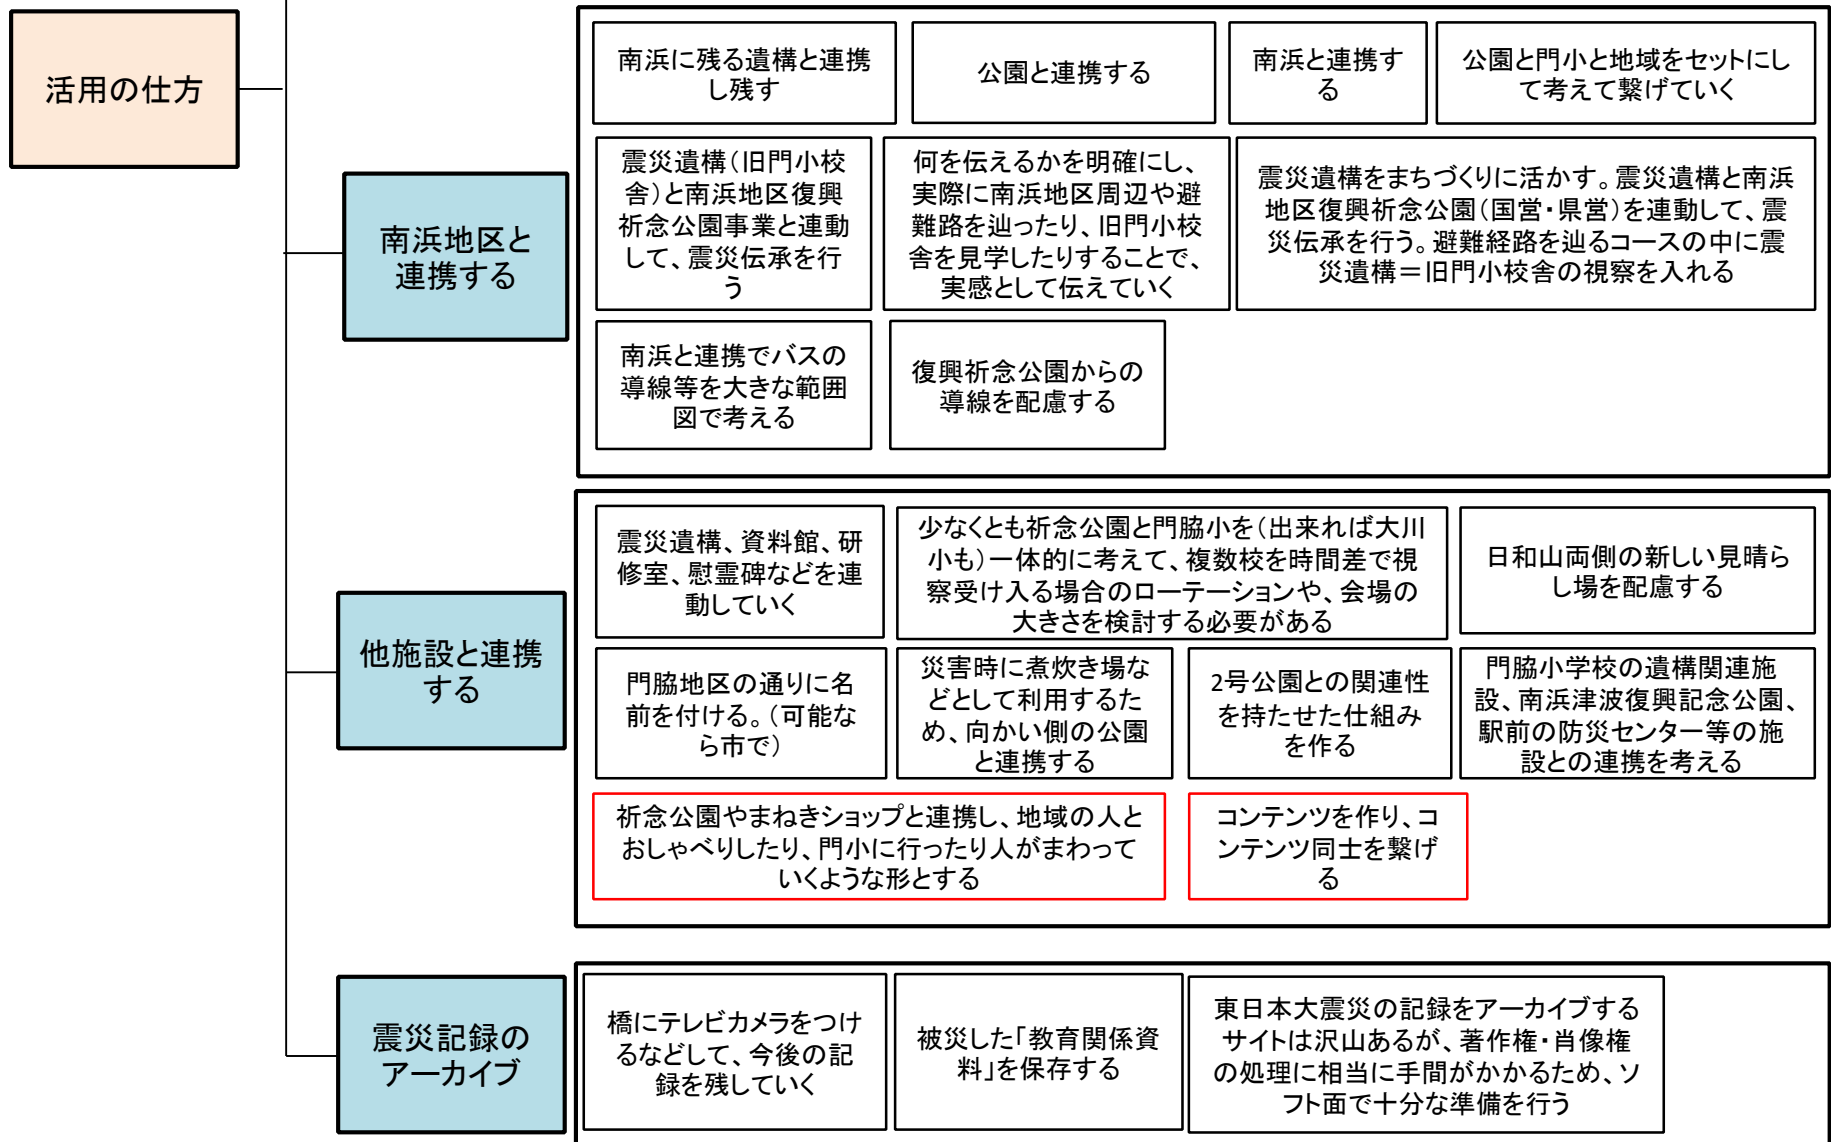 活用の仕方
南浜地区と
連携する
南浜に残る遺構と連携
し残す
公園と連携する
南浜と連携す
る
公園と門小と地域をセットにし
て考えて繋げていく
震災遺構(旧門小校
舎)と南浜地区復興
祈念公園事業と連動
して、震災伝承を行
う
何を伝えるかを明確にし、
実際に南浜地区周辺や避
難路を辿ったり、旧門小校
舎を見学したりすることで、
実感として伝えていく
震災遺構をまちづくりに活かす。震災遺構と南浜
地区復興祈念公園(国営・県営)を連動して、震
災伝承を行う。避難経路を辿るコースの中に震
災遺構=旧門小校舎の視察を入れる
南浜と連携でバスの
導線等を大きな範囲
図で考える
復興祈念公園からの
導線を配慮する
他施設と連携
する
震災遺構、資料館、研
修室、慰霊碑などを連
動していく
少なくとも祈念公園と門脇小を(出来れば大川
小も)一体的に考えて、複数校を時間差で視
察受け入る場合のローテーションや、会場の
大きさを検討する必要がある
日和山両側の新しい見晴ら
し場を配慮する
門脇地区の通りに名
前を付ける。(可能な
ら市で)
災害時に煮炊き場な
どとして利用するた
め、向かい側の公園
と連携する
2号公園との関連性
を持たせた仕組み
を作る
門脇小学校の遺構関連施
設、南浜津波復興記念公園、
駅前の防災センター等の施
設との連携を考える
祈念公園やまねきショップと連携し、地域の人と
おしゃべりしたり、門小に行ったり人がまわって
いくような形とする
コンテンツを作り、コ
ンテンツ同士を繋げ
る
震災記録の
アーカイブ
橋にテレビカメラをつけ
るなどして、今後の記
録を残していく
被災した「教育関係資
料」を保存する
東日本大震災の記録をアーカイブする
サイトは沢山あるが、著作権・肖像権
の処理に相当に手間がかかるため、ソ
フト面で十分な準備を行う